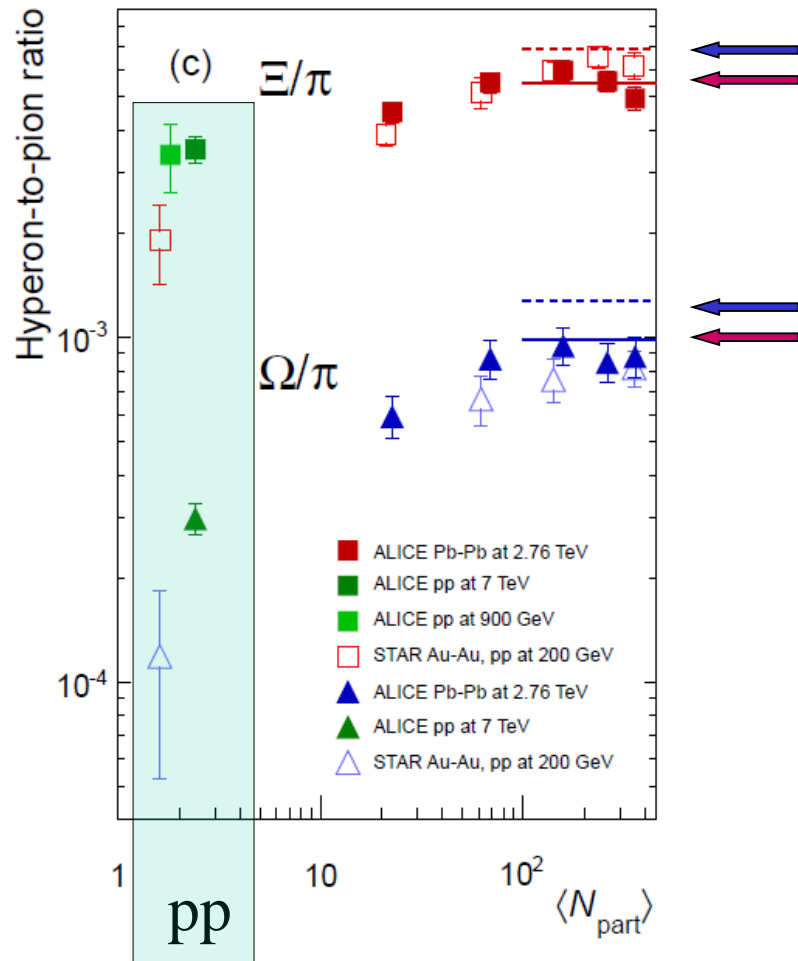 (c)
Ξ/π
Hyperon-to-pion ratio
10⁻³
Ω/π
ALICE Pb-Pb at 2.76 TeV
ALICE pp at 7 TeV
ALICE pp at 900 GeV
STAR Au-Au, pp at 200 GeV
10⁻⁴
ALICE Pb-Pb at 2.76 TeV
ALICE pp at 7 TeV
STAR Au-Au, pp at 200 GeV
1 10 10²
pp ⟨N_part⟩